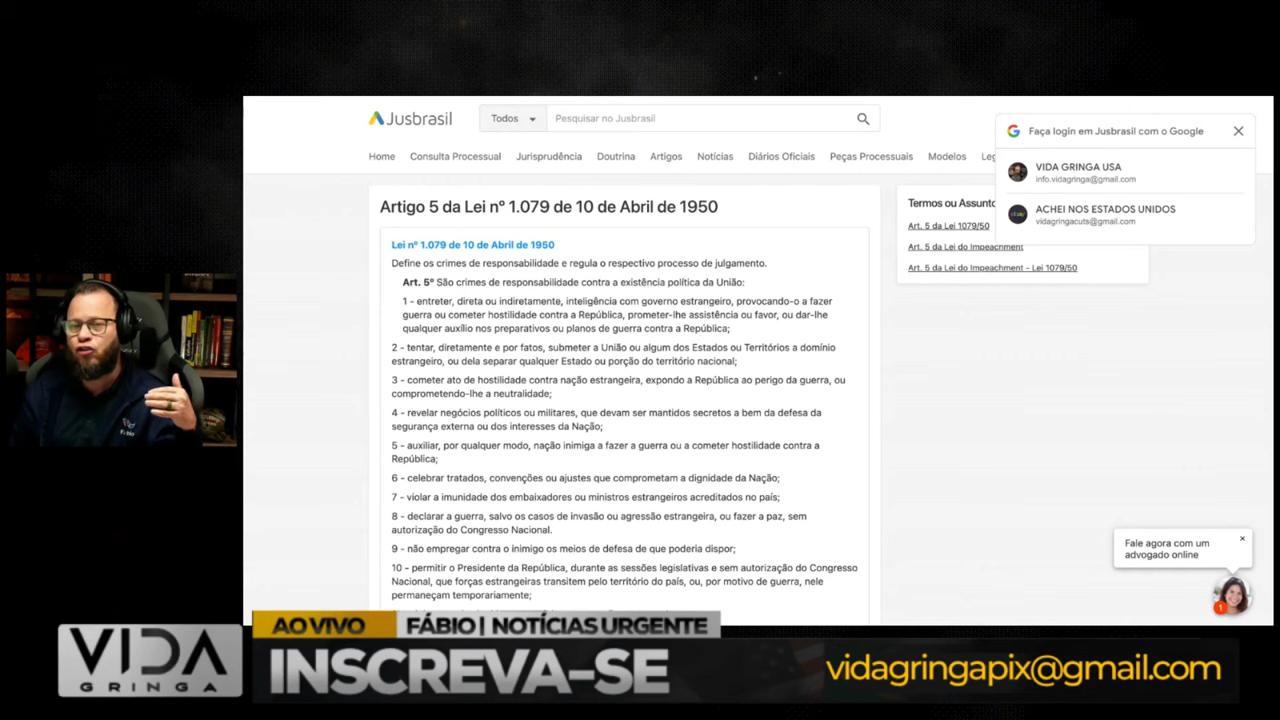 Jusbrasil
Todos
Pesquisar no Jusbrasil
Home
Consulta Processual
Jurisprudência
Doutrina
Artigos
Notícias
Diários Oficiais
Peças Processuais
Modelos
Leg
Faça login em Jusbrasil com o Google
VIDA GRINGA USA
info.vidagringa@gmail.com
ACHEI NOS ESTADOS UNIDOS
vidagringacuts@gmail.com
Artigo 5 da Lei nº 1.079 de 10 de Abril de 1950
Lei nº 1.079 de 10 de Abril de 1950
Define os crimes de responsabilidade e regula o respectivo processo de julgamento.
Art. 5º São crimes de responsabilidade contra a existência política da União:
1 - entreter, direta ou indiretamente, inteligência com governo estrangeiro, provocando-o a fazer
guerra ou cometer hostilidade contra a República, prometer-lhe assistência ou favor, ou dar-lhe
qualquer auxílio nos preparativos ou planos de guerra contra a República;
2 - tentar, diretamente e por fatos, submeter a União ou algum dos Estados ou Territórios a domínio
estrangeiro, ou dela separar qualquer Estado ou porção do território nacional;
3 - cometer ato de hostilidade contra nação estrangeira, expondo a República ao perigo da guerra, ou
comprometendo-lhe a neutralidade;
4 - revelar negócios políticos ou militares, que devam ser mantidos secretos a bem da defesa da
segurança externa ou dos interesses da Nação;
5 - auxiliar, por qualquer modo, nação inimiga a fazer a guerra ou a cometer hostilidade contra a
República;
6 - celebrar tratados, convenções ou ajustes que comprometam a dignidade da Nação;
7 - violar a imunidade dos embaixadores ou ministros estrangeiros acreditados no país;
8 - declarar a guerra, salvo os casos de invasão ou agressão estrangeira, ou fazer a paz, sem
autorização do Congresso Nacional.
9 - não empregar contra o inimigo os meios de defesa de que poderia dispor;
10 - permitir o Presidente da República, durante as sessões legislativas e sem autorização do Congresso
Nacional, que forças estrangeiras transitem pelo território do país, ou, por motivo de guerra, nele
permaneçam temporariamente;
Termos ou Assunto
Art. 5 da Lei 1079/50
Art. 5 da Lei do Impeachment
Art. 5 da Lei do Impeachment - Lei 1079/50
Fale agora com um
advogado online
1
Fábio
AO VIVO
FÁBIO | NOTÍCIAS URGENTE
VIDA
GRINGA
INSCREVA-SE
vidagringapix@gmail.com